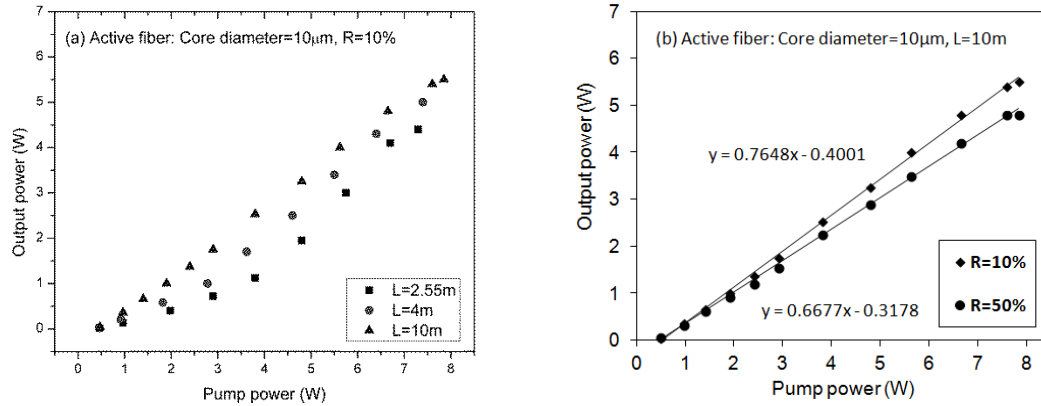 (a) Active fiber: Core diameter=10μm, R=10%
Output power (W)
7
6
5
4
3
2
1
0
0 1 2 3 4 5 6 7 8
Pump power (W)
L=2.55m
L=4m
L=10m
(b) Active fiber: Core diameter=10μm, L=10m
Output power (W)
7
6
5
4
3
2
1
0
y = 0.7648x - 0.4001
y = 0.6677x - 0.3178
R=10%
R=50%
0 1 2 3 4 5 6 7 8
Pump power (W)